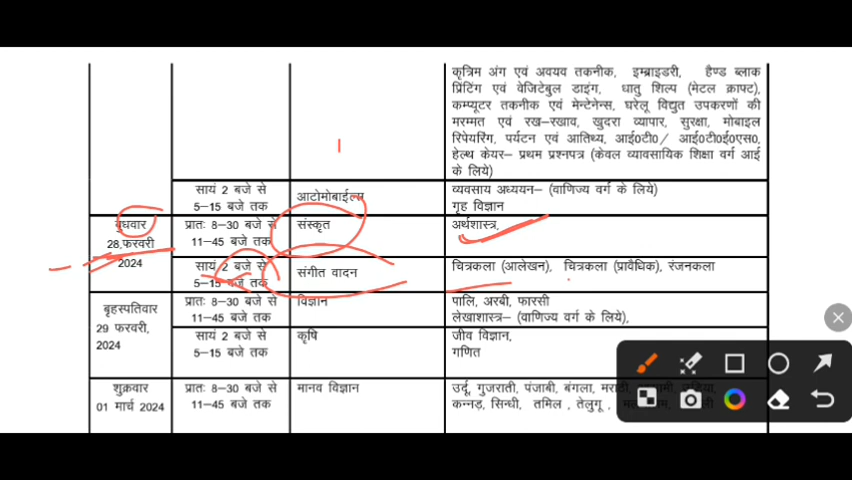 कृत्रिम अंग एवं अवयव तकनीक, इम्ब्राइडरी, हैण्ड ब्लाक
प्रिंटिंग एवं वेजिटेबुल डाइंग, धातु शिल्प (मेटल क्राफ्ट),
कम्प्यूटर तकनीक एवं मेन्टेनेन्स, घरेलू विद्युत उपकरणों की
मरम्मत एवं रख-रखाव, खुदरा व्यापार, सुरक्षा, मोबाइल
रिपेयरिंग, पर्यटन एवं आतिथ्य, आई0टी0/ आई0टी0ई0एस0,
हेल्थ केयर– प्रथम प्रश्नपत्र (केवल व्यावसायिक शिक्षा वर्ग आई
के लिये)
सायं 2 बजे से
5–15 बजे तक
आटोमोबाईल्स
व्यवसाय अध्ययन– (वाणिज्य वर्ग के लिये)
गृह विज्ञान
बुधवार
28,फरवरी
2024
प्रातः 8–30 बजे से
11–45 बजे तक
संस्कृत
अर्थशास्त्र,
सायं 2 बजे से
5–15 बजे तक
संगीत वादन
चित्रकला (आलेखन), चित्रकला (प्राविधिक), रंजनकला
बृहस्पतिवार
29 फरवरी,
2024
प्रातः 8–30 बजे से
11–45 बजे तक
विज्ञान
पालि, अरबी, फारसी
लेखाशास्त्र– (वाणिज्य वर्ग के लिये),
सायं 2 बजे से
5–15 बजे तक
कृषि
जीव विज्ञान,
गणित
शुक्रवार
01 मार्च 2024
प्रातः 8–30 बजे से
11–45 बजे तक
मानव विज्ञान
उर्दू, गुजराती, पंजाबी, बंगला,
कन्नड़, सिन्धी, तमिल , तेलुगू ,